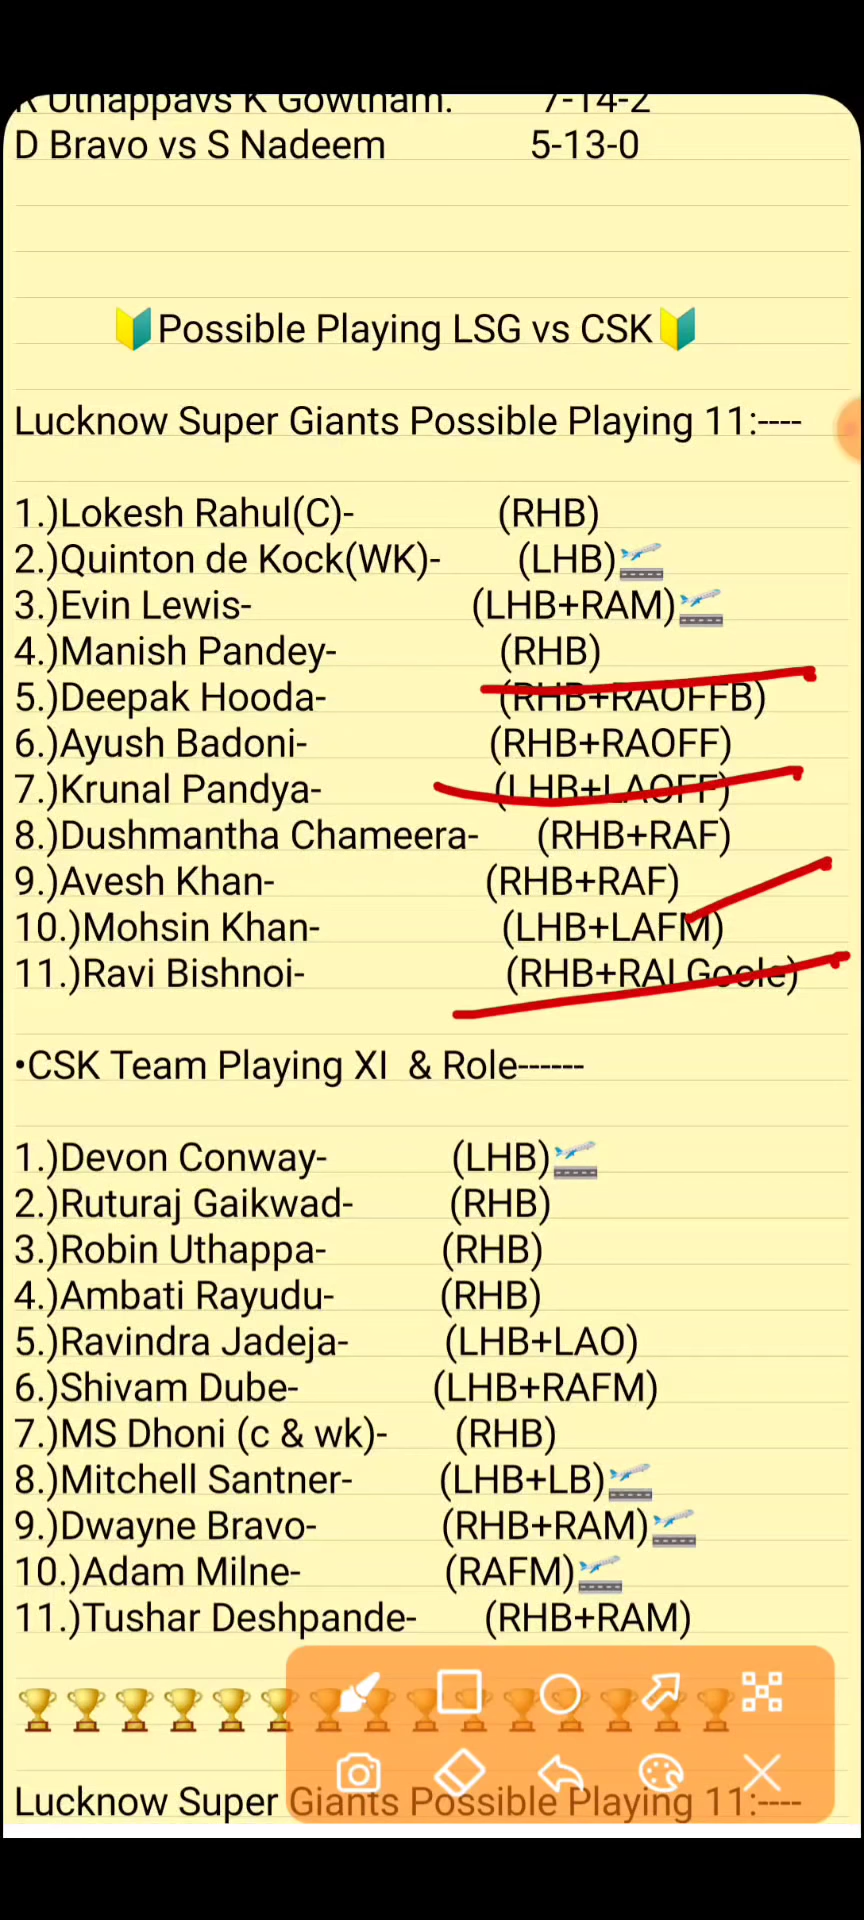 R Uthappavs K Gowtham. 7-14-2
D Bravo vs S Nadeem 5-13-0
🔰Possible Playing LSG vs CSK🔰
Lucknow Super Giants Possible Playing 11:----
1.)Lokesh Rahul(C)- (RHB)
2.)Quinton de Kock(WK)- (LHB)🛫
3.)Evin Lewis- (LHB+RAM)🛫
4.)Manish Pandey- (RHB)
5.)Deepak Hooda- (RHB+RAOFFB)
6.)Ayush Badoni- (RHB+RAOFF)
7.)Krunal Pandya- (LHB+LAOFF)
8.)Dushmantha Chameera- (RHB+RAF)
9.)Avesh Khan- (RHB+RAF)
10.)Mohsin Khan- (LHB+LAFM)
11.)Ravi Bishnoi- (RHB+RALGoole)
•CSK Team Playing XI & Role------
1.)Devon Conway- (LHB)🛫
2.)Ruturaj Gaikwad- (RHB)
3.)Robin Uthappa- (RHB)
4.)Ambati Rayudu- (RHB)
5.)Ravindra Jadeja- (LHB+LAO)
6.)Shivam Dube- (LHB+RAFM)
7.)MS Dhoni (c & wk)- (RHB)
8.)Mitchell Santner- (LHB+LB)🛫
9.)Dwayne Bravo- (RHB+RAM)🛫
10.)Adam Milne- (RAFM)🛫
11.)Tushar Deshpande- (RHB+RAM)
🏆🏆🏆🏆🏆🏆🏆🏆🏆🏆🏆🏆🏆🏆🏆
Lucknow Super Giants Possible Playing 11:----